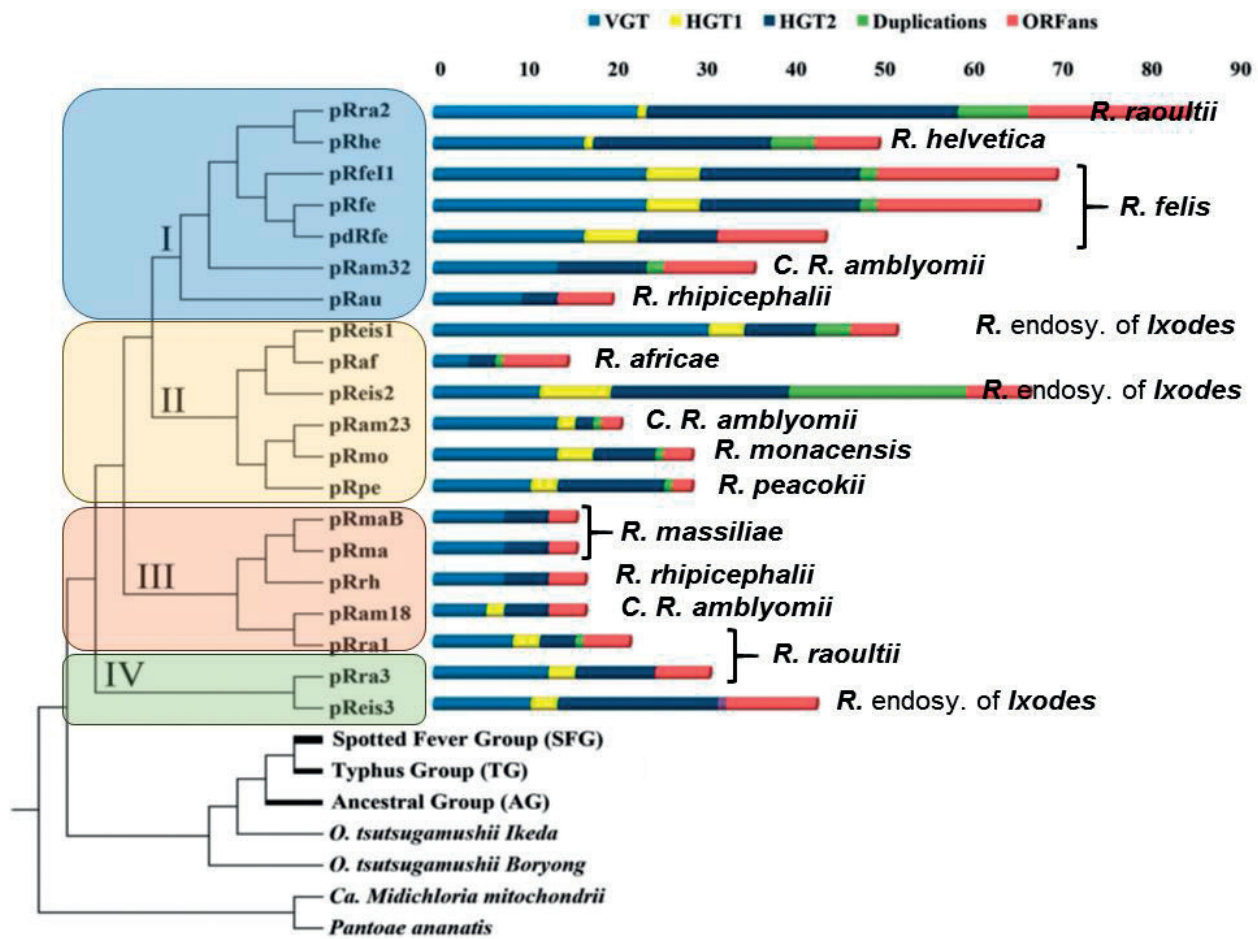 VGT HGT1 HGT2 Duplications ORFans
0 10 20 30 40 50 60 70 80 90
pRra2 R. raoultii
pRhe R. helvetica
pRfeI1
pRfe R. felis
pdRfe
I
pRam32 C. R. amblyomii
pRau R. rhipicephalii
pReis1 R. endosy. of Ixodes
pRaf R. africae
pReis2 R. endosy. of Ixodes
II
pRam23 C. R. amblyomii
pRmo R. monacensis
pRpe R. peacokii
pRmaB
R. massiliae
pRma
III
pRrh R. rhipicephalii
pRam18 C. R. amblyomii
pRra1
R. raoultii
IV
pRra3
pReis3 R. endosy. of Ixodes
Spotted Fever Group (SFG)
Typhus Group (TG)
Ancestral Group (AG)
O. tsutsugamushii Ikeda
O. tsutsugamushii Boryong
Ca. Midichloria mitochondrii
Pantoae ananatis